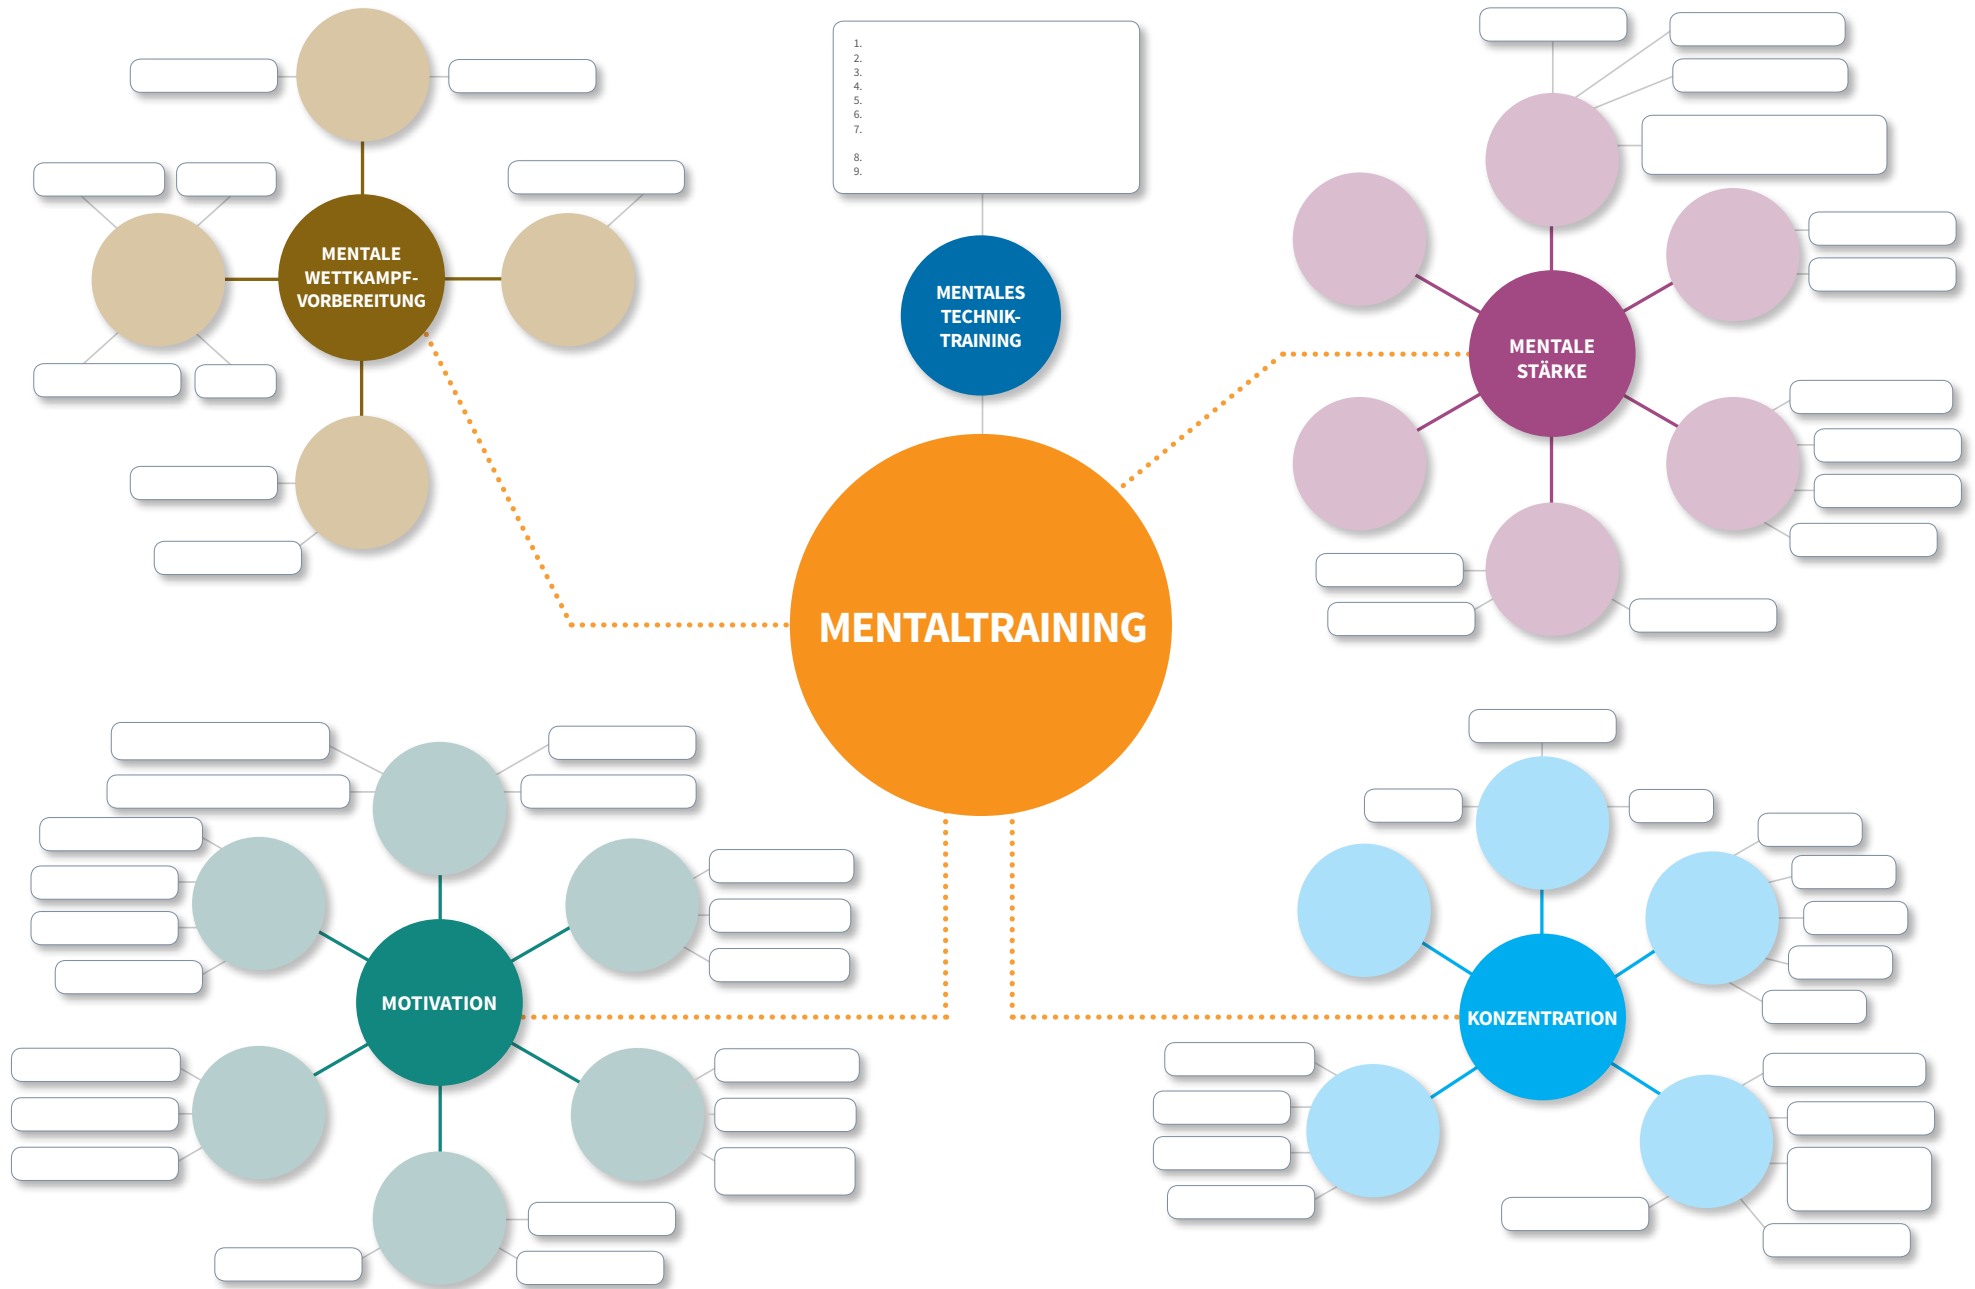 1.
2.
3.
4.
5.
6.
7.
8.
9.
MENTALE
WETTKAMPF-
VORBEREITUNG
MENTALES
TECHNIK-
TRAINING
MENTALE
STÄRKE
MENTALTRAINING
MOTIVATION
KONZENTRATION